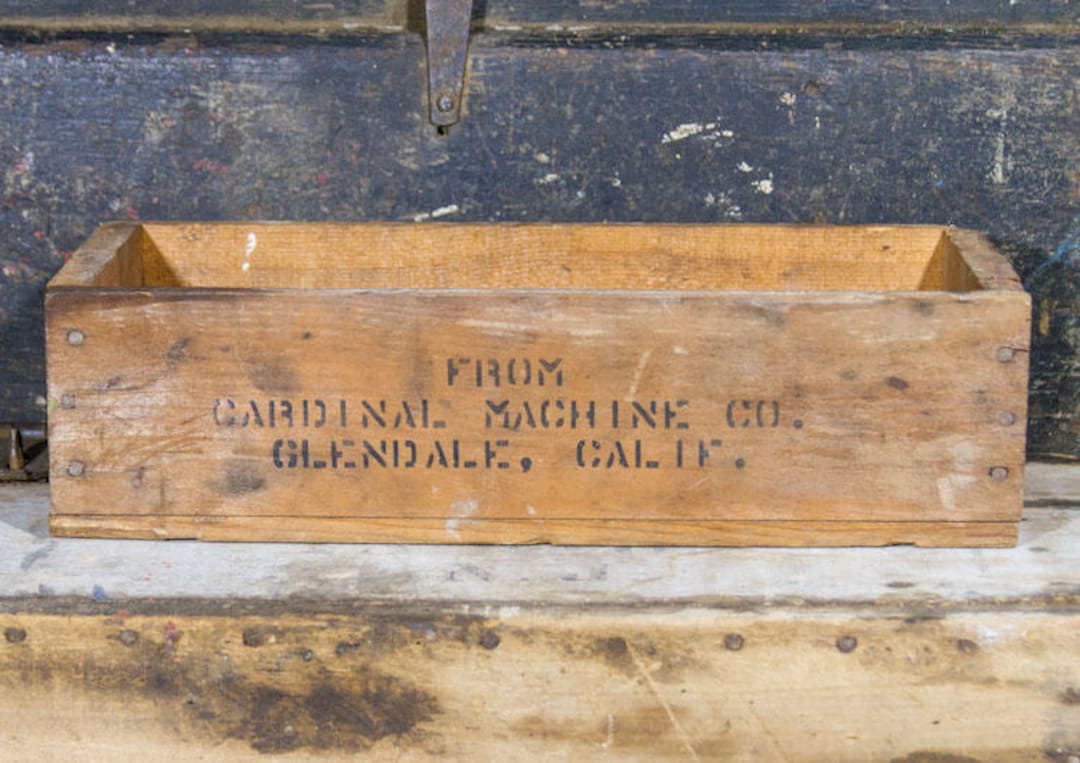 FROM
CARDINAL MACHINE CO.
GLENDALE, CALIF.